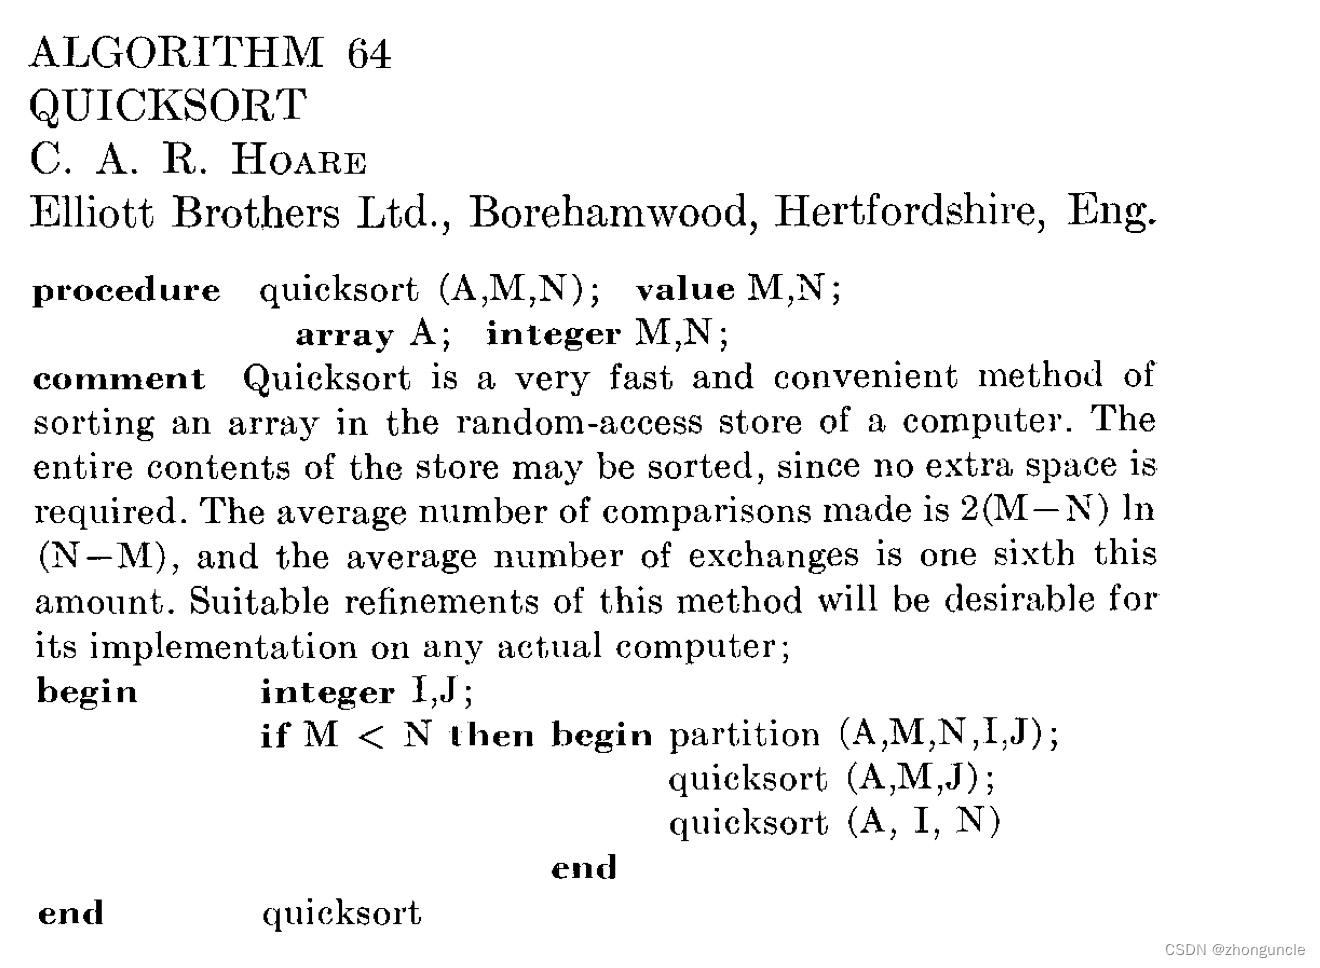 ALGORITHM 64
QUICKSORT
C. A. R. HOARE
Elliott Brothers Ltd., Borehamwood, Hertfordshire, Eng.
procedure quicksort (A,M,N); value M,N;
array A; integer M,N;
comment Quicksort is a very fast and convenient method of
sorting an array in the random-access store of a computer. The
entire contents of the store may be sorted, since no extra space is
required. The average number of comparisons made is 2(M−N) ln
(N−M), and the average number of exchanges is one sixth this
amount. Suitable refinements of this method will be desirable for
its implementation on any actual computer;
begin integer I,J;
if M < N then begin partition (A,M,N,I,J);
quicksort (A,M,J);
quicksort (A, I, N)
end
end quicksort
CSDN @zhonguncle